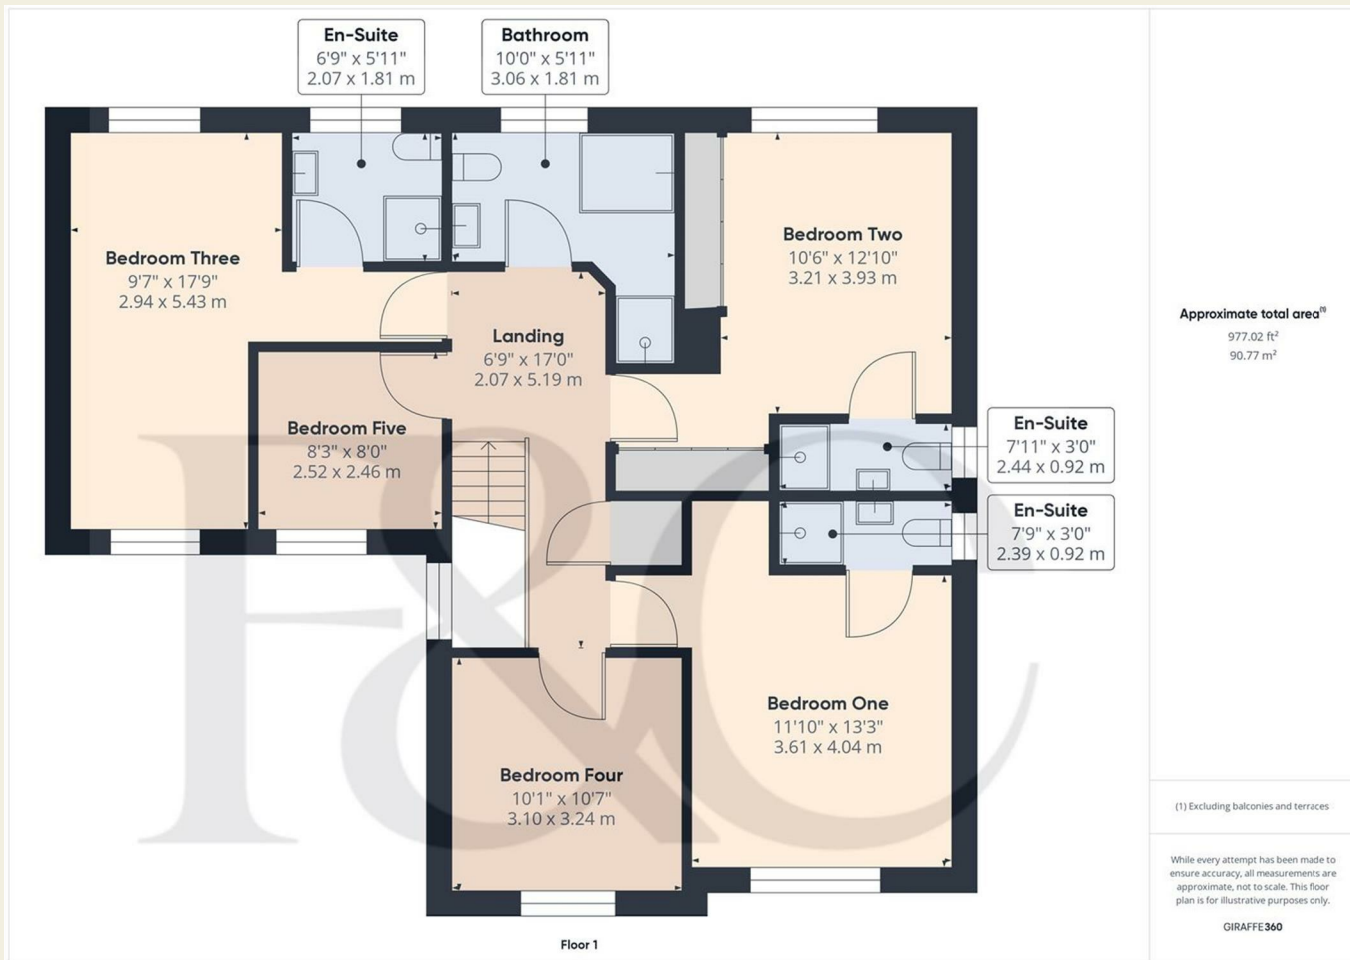 En-Suite
6'9" x 5'11"
2.07 x 1.81 m
Bathroom
10'0" x 5'11"
3.06 x 1.81 m
Bedroom Three
9'7" x 17'9"
2.94 x 5.43 m
Bedroom Two
10'6" x 12'10"
3.21 x 3.93 m
Landing
6'9" x 17'0"
2.07 x 5.19 m
Bedroom Five
8'3" x 8'0"
2.52 x 2.46 m
En-Suite
7'11" x 3'0"
2.44 x 0.92 m
En-Suite
7'9" x 3'0"
2.39 x 0.92 m
Bedroom One
11'10" x 13'3"
3.61 x 4.04 m
Bedroom Four
10'1" x 10'7"
3.10 x 3.24 m
F&C
Floor 1
Approximate total area(1)
977.02 ft²
90.77 m²
(1) Excluding balconies and terraces
While every attempt has been made to
ensure accuracy, all measurements are
approximate, not to scale. This floor
plan is for illustrative purposes only.
GIRAFFE360